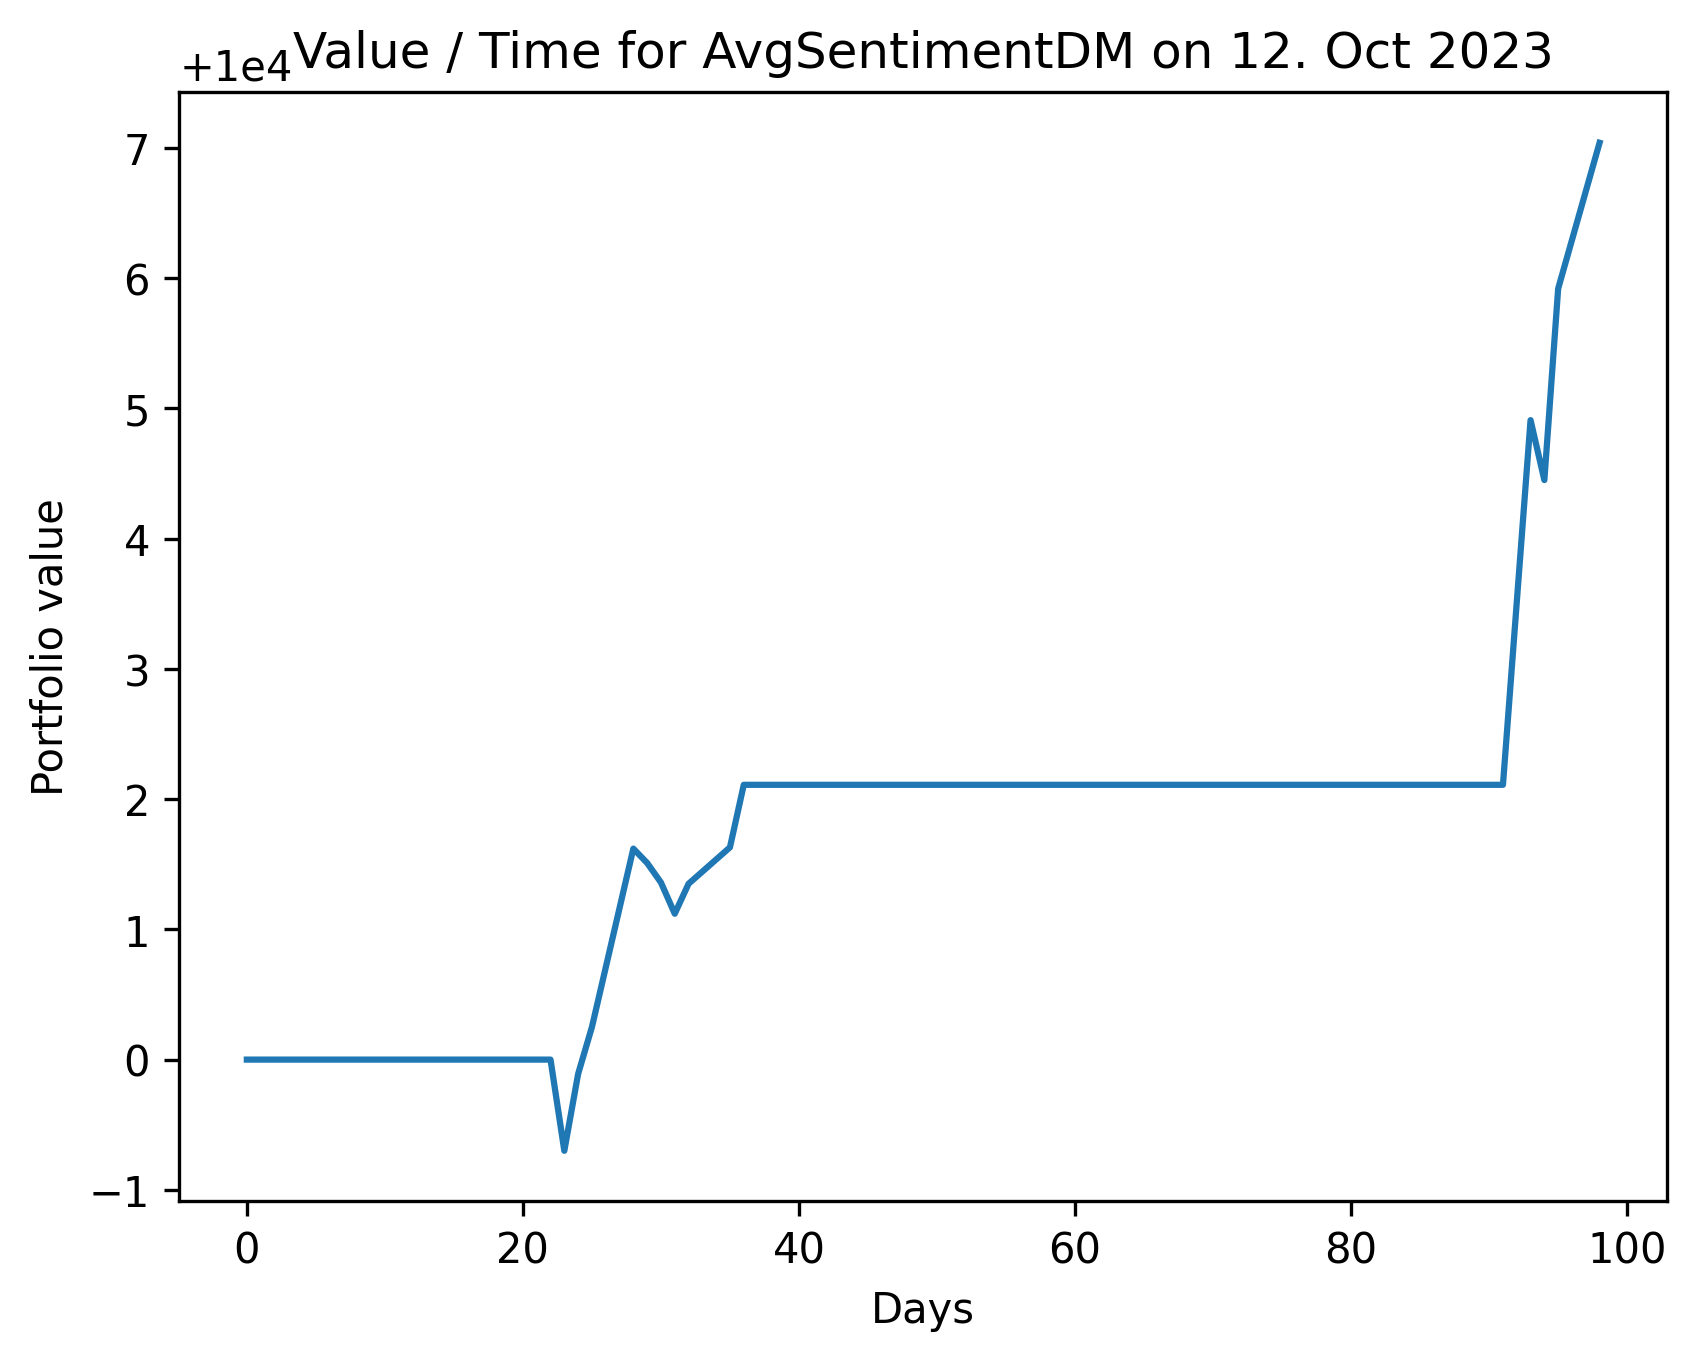 Value / Time for AvgSentimentDM on 12. Oct 2023
+1e4
7
6
5
4
3
2
1
0
−1
Portfolio value
0 20 40 60 80 100
Days